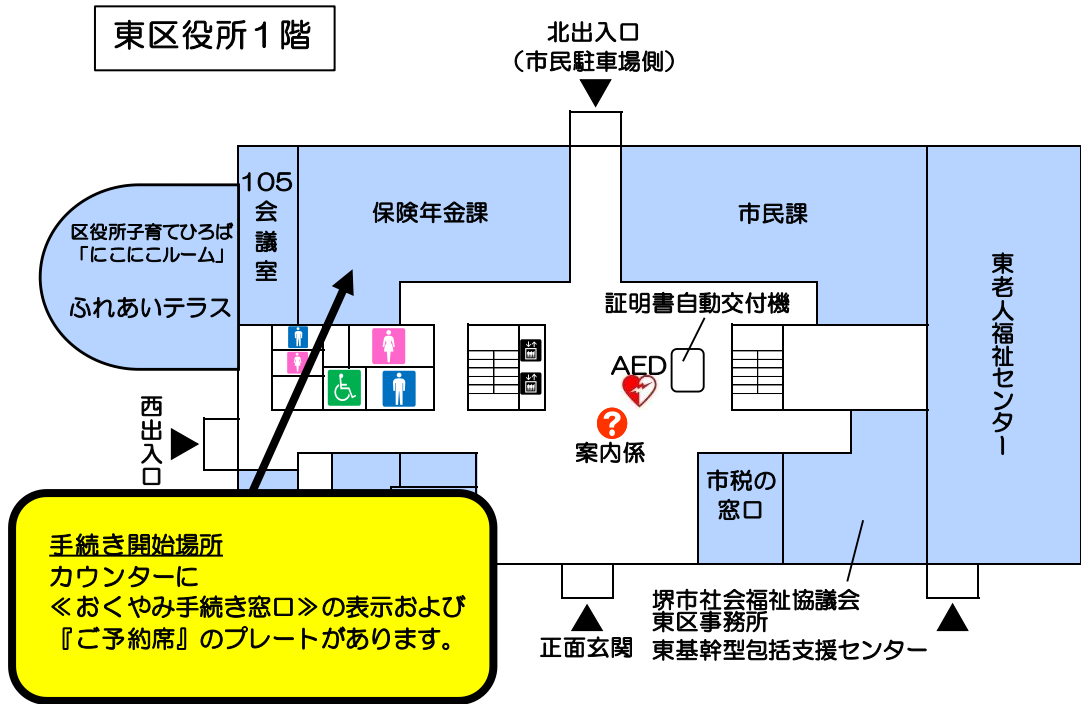 東区役所1階
北出入口
(市民駐車場側)
105
会
議
室
保険年金課
市民課
区役所子育てひろば
「にこにこルーム」
ふれあいテラス
東老人福祉センター
証明書自動交付機
AED
?
案内係
西出入口
市税の
窓口
手続き開始場所
カウンターに
≪おくやみ手続き窓口≫の表示および
『ご予約席』のプレートがあります。
正面玄関
堺市社会福祉協議会
東区事務所
東基幹型包括支援センター